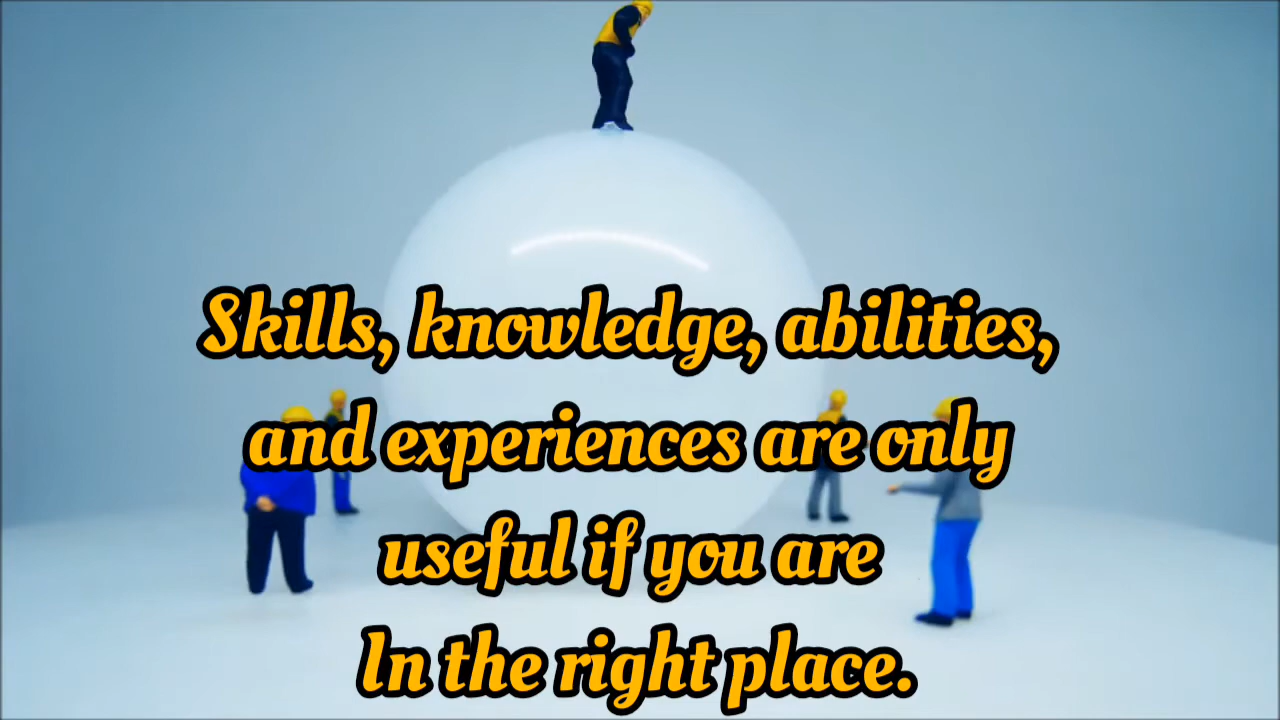 Skills, knowledge, abilities,
and experiences are only
useful if you are
In the right place.